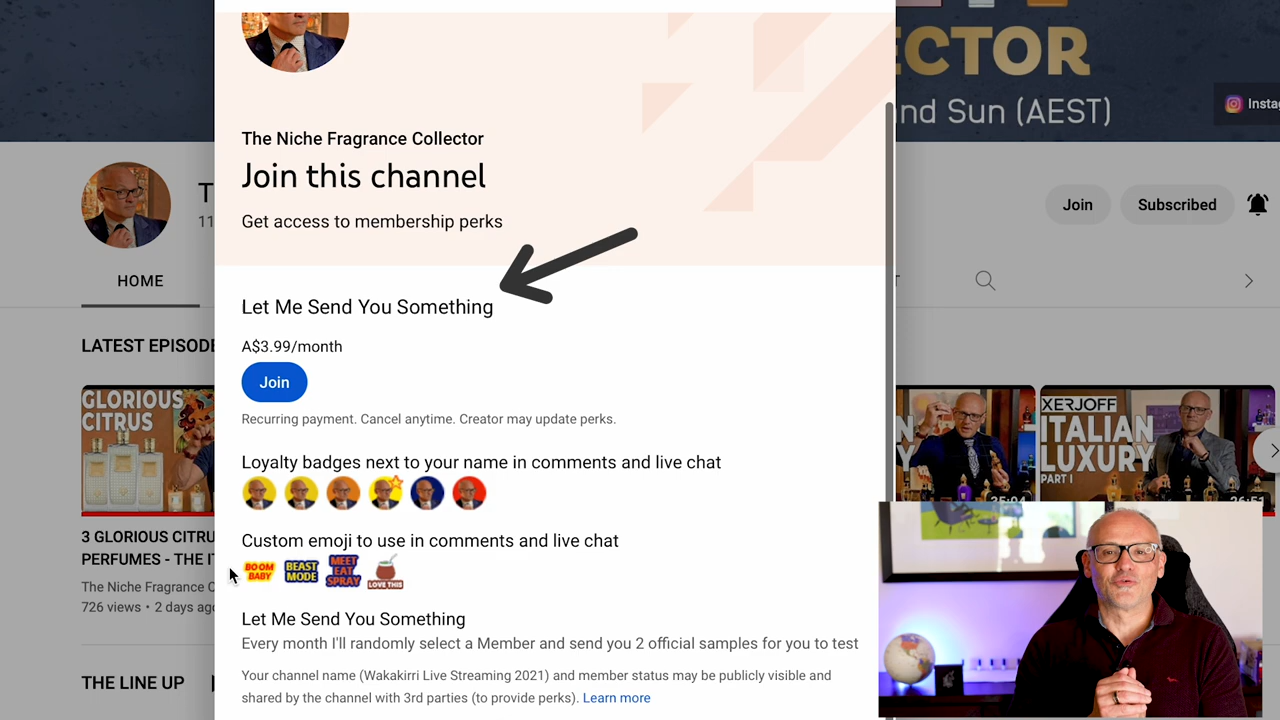 ECTOR
nd Sun (AEST)
Insta
The Niche Fragrance Collector
Join this channel
Get access to membership perks
T
11
Join
Subscribed
HOME
T
Let Me Send You Something
A$3.99/month
Join
Recurring payment. Cancel anytime. Creator may update perks.
LATEST EPISODE
GLORIOUS
CITRUS
Loyalty badges next to your name in comments and live chat
Custom emoji to use in comments and live chat
BOOM
BABY
BEAST
MODE
MEET
EAT
SPRAY
LOVE THIS
N
Y
35:04
XERJOFF
ITALIAN
LUXURY
PART I
26:51
3 GLORIOUS CITRU
PERFUMES - THE IT
The Niche Fragrance C
726 views • 2 days ago
Let Me Send You Something
Every month I'll randomly select a Member and send you 2 official samples for you to test
Your channel name (Wakakirri Live Streaming 2021) and member status may be publicly visible and
shared by the channel with 3rd parties (to provide perks). Learn more
THE LINE UP